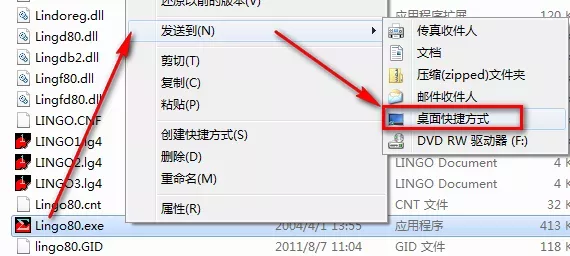 Lindoreg.dll
Lingd80.dll
Lingdb2.dll
Lingf80.dll
Lingfd80.dll
LINGO.CNF
LINGO1.lg4
LINGO2.lg4
LINGO3.lg4
Lingo80.cnt
Lingo80.exe 2004/4/1 13:55 应用程序 413 K
lingo80.GID 2011/8/7 11:04 GID 文件 118 K
还原以前的版本(V)
发送到(N)
剪切(T)
复制(C)
粘贴(P)
创建快捷方式(S)
删除(D)
重命名(M)
属性(R)
应用程序扩展 120 K
传真收件人
文档
压缩(zipped)文件夹
邮件收件人
桌面快捷方式
DVD RW 驱动器 (F:)
LINGO Document
LINGO Document
CNT 文件 32 K